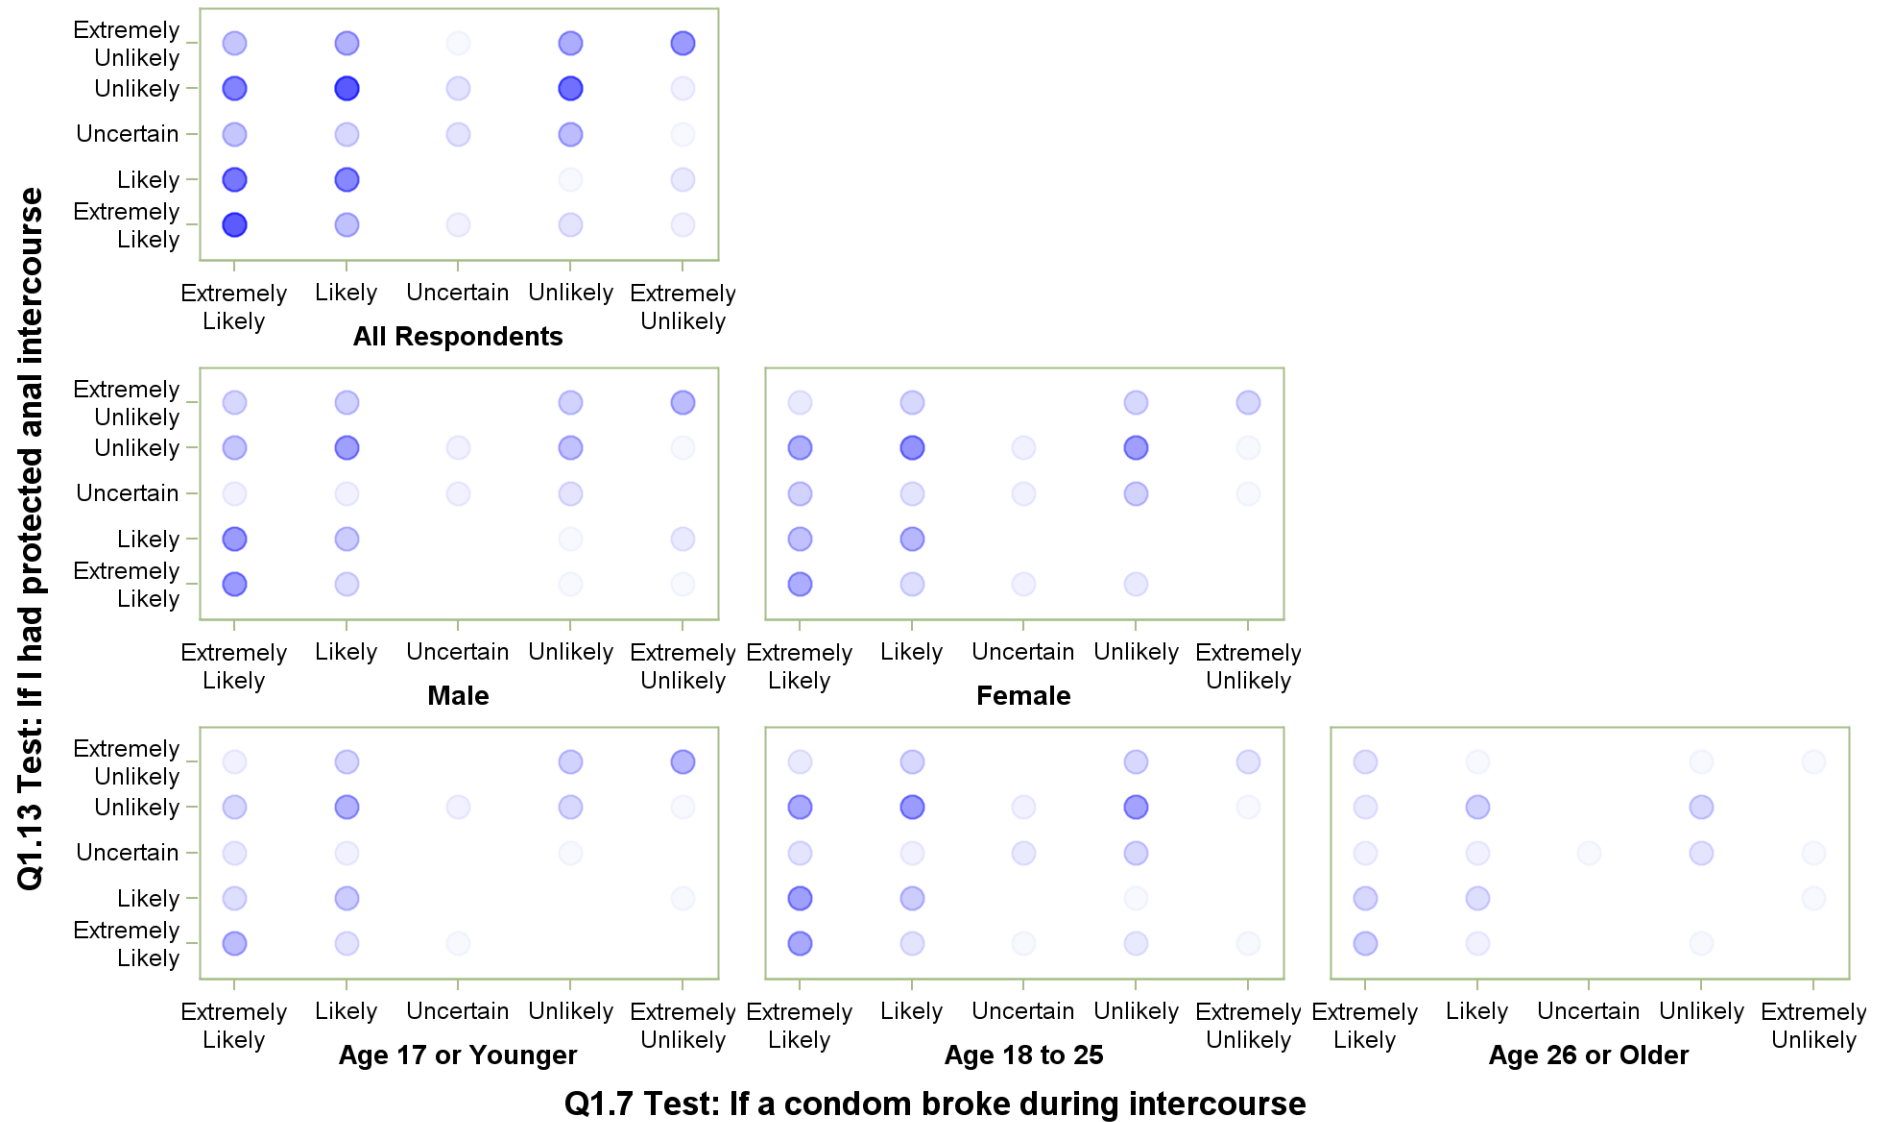 Q1.13 Test: If I had protected anal intercourse
Extremely
Unlikely
Unlikely
Uncertain
Likely
Extremely
Likely
Extremely Likely Uncertain Unlikely Extremely
Likely Unlikely
All Respondents
Extremely
Unlikely
Unlikely
Uncertain
Likely
Extremely
Likely
Extremely Likely Uncertain Unlikely Extremely Extremely Likely Uncertain Unlikely Extremely
Likely Unlikely Likely Unlikely
Male Female
Extremely
Unlikely
Unlikely
Uncertain
Likely
Extremely
Likely
Extremely Likely Uncertain Unlikely Extremely Extremely Likely Uncertain Unlikely Extremely Extremely Likely Uncertain Unlikely Extremely
Likely Unlikely Likely Unlikely Likely Unlikely
Age 17 or Younger Age 18 to 25 Age 26 or Older
Q1.7 Test: If a condom broke during intercourse